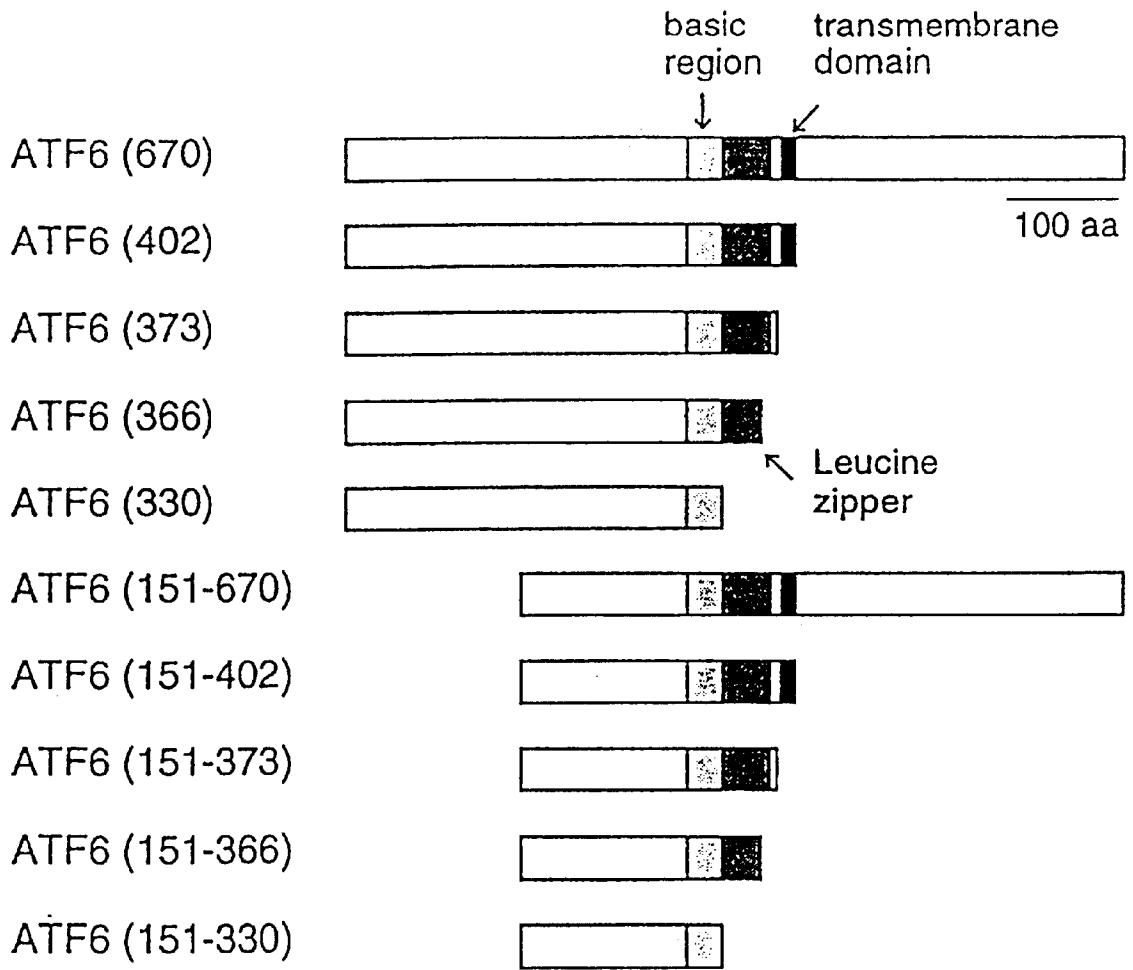 basic region
transmembrane domain
ATF6 (670)
100 aa
ATF6 (402)
ATF6 (373)
ATF6 (366)
Leucine zipper
ATF6 (330)
ATF6 (151-670)
ATF6 (151-402)
ATF6 (151-373)
ATF6 (151-366)
ATF6 (151-330)